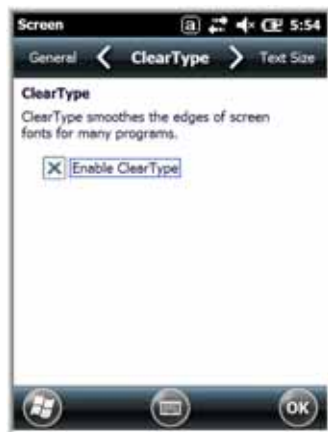 Screen 5:54
General ClearType Text Size
ClearType
ClearType smoothes the edges of screen
fonts for many programs.
Enable ClearType
OK